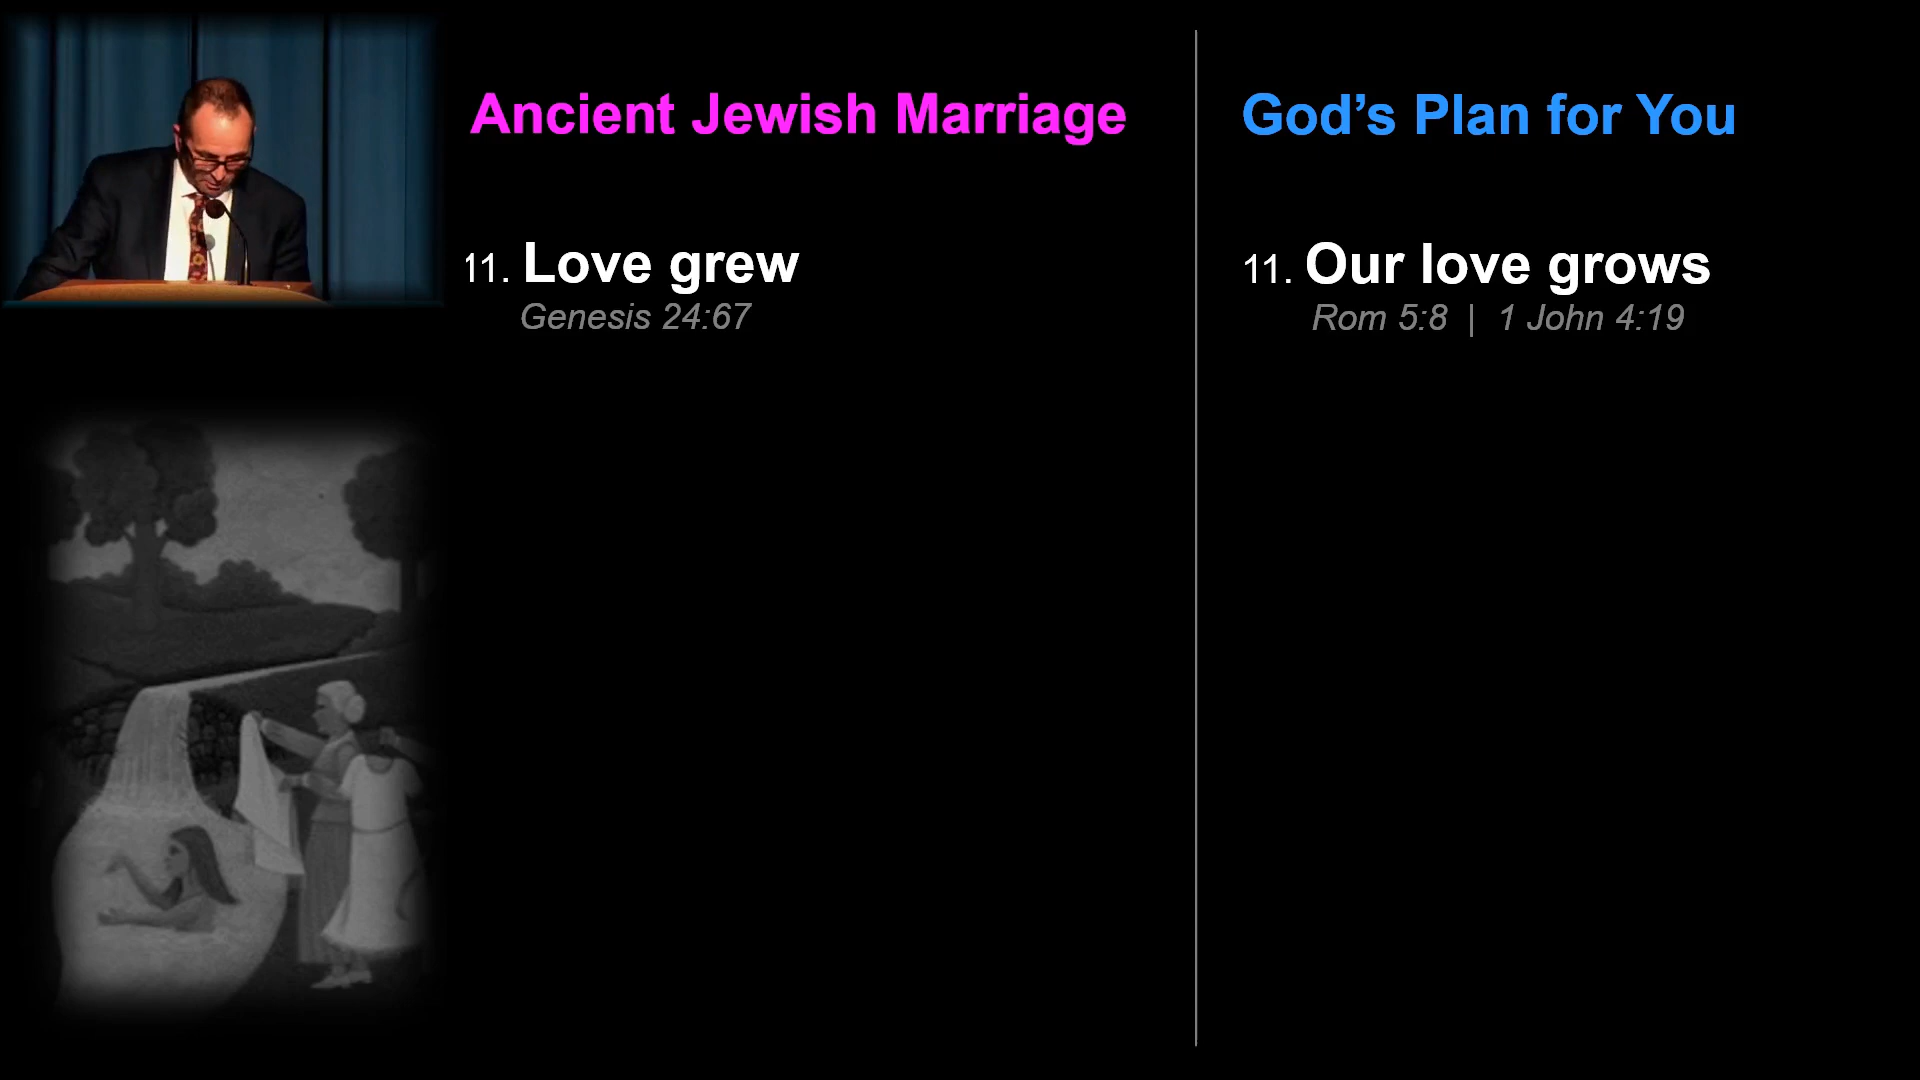 Ancient Jewish Marriage
11. Love grew
Genesis 24:67
God’s Plan for You
11. Our love grows
Rom 5:8 | 1 John 4:19